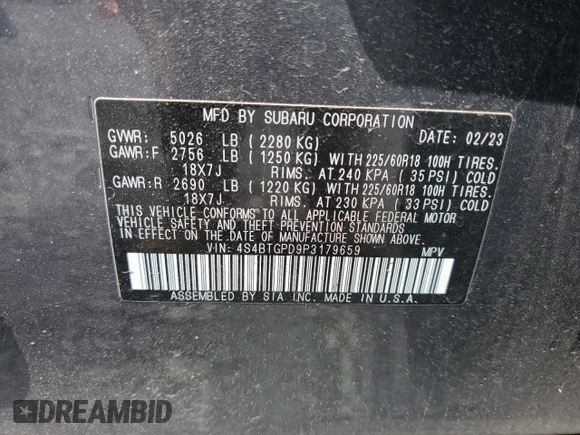 MFD BY SUBARU CORPORATION
GVWR: 5026 LB ( 2280 KG) DATE: 02/23
GAWR:F 2756 LB ( 1250 KG) WITH 225/60R18 100H TIRES.
18X7J RIMS. AT 240 KPA ( 35 PSI) COLD
GAWR:R 2690 LB ( 1220 KG) WITH 225/60R18 100H TIRES.
18X7J RIMS. AT 230 KPA ( 33 PSI) COLD
THIS VEHICLE CONFORMS TO ALL APPLICABLE FEDERAL MOTOR
VEHICLE SAFETY AND THEFT PREVENTION STANDARDS
IN EFFECT ON THE DATE OF MANUFACTURE SHOWN ABOVE.
VIN: 4S4BTGPD9P3179659 MPV
ASSEMBLED BY SIA INC. MADE IN U.S.A.
DREAMBID